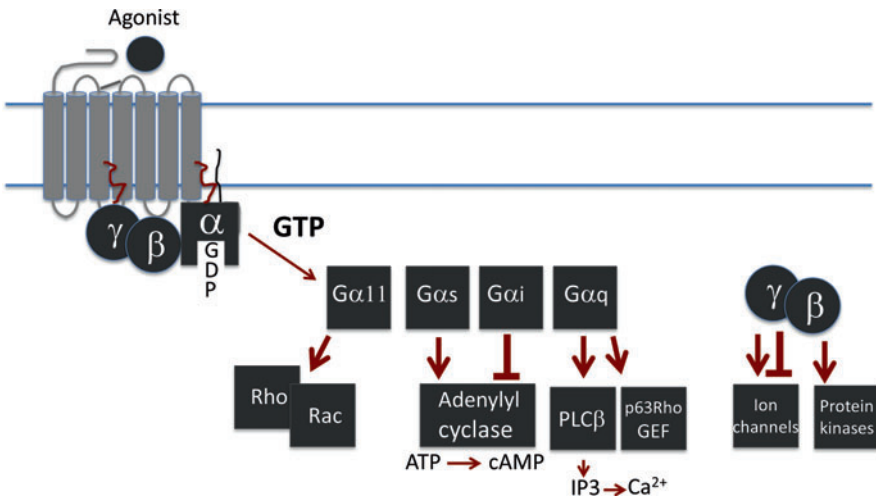 Agonist
γ
β
α
G
D
P
GTP
Gα11
Gαs
Gαi
Gαq
γ
β
Rho
Rac
Adenylyl
cyclase
PLCβ
p63Rho
GEF
Ion
channels
Protein
kinases
ATP → cAMP
IP3 → Ca²⁺